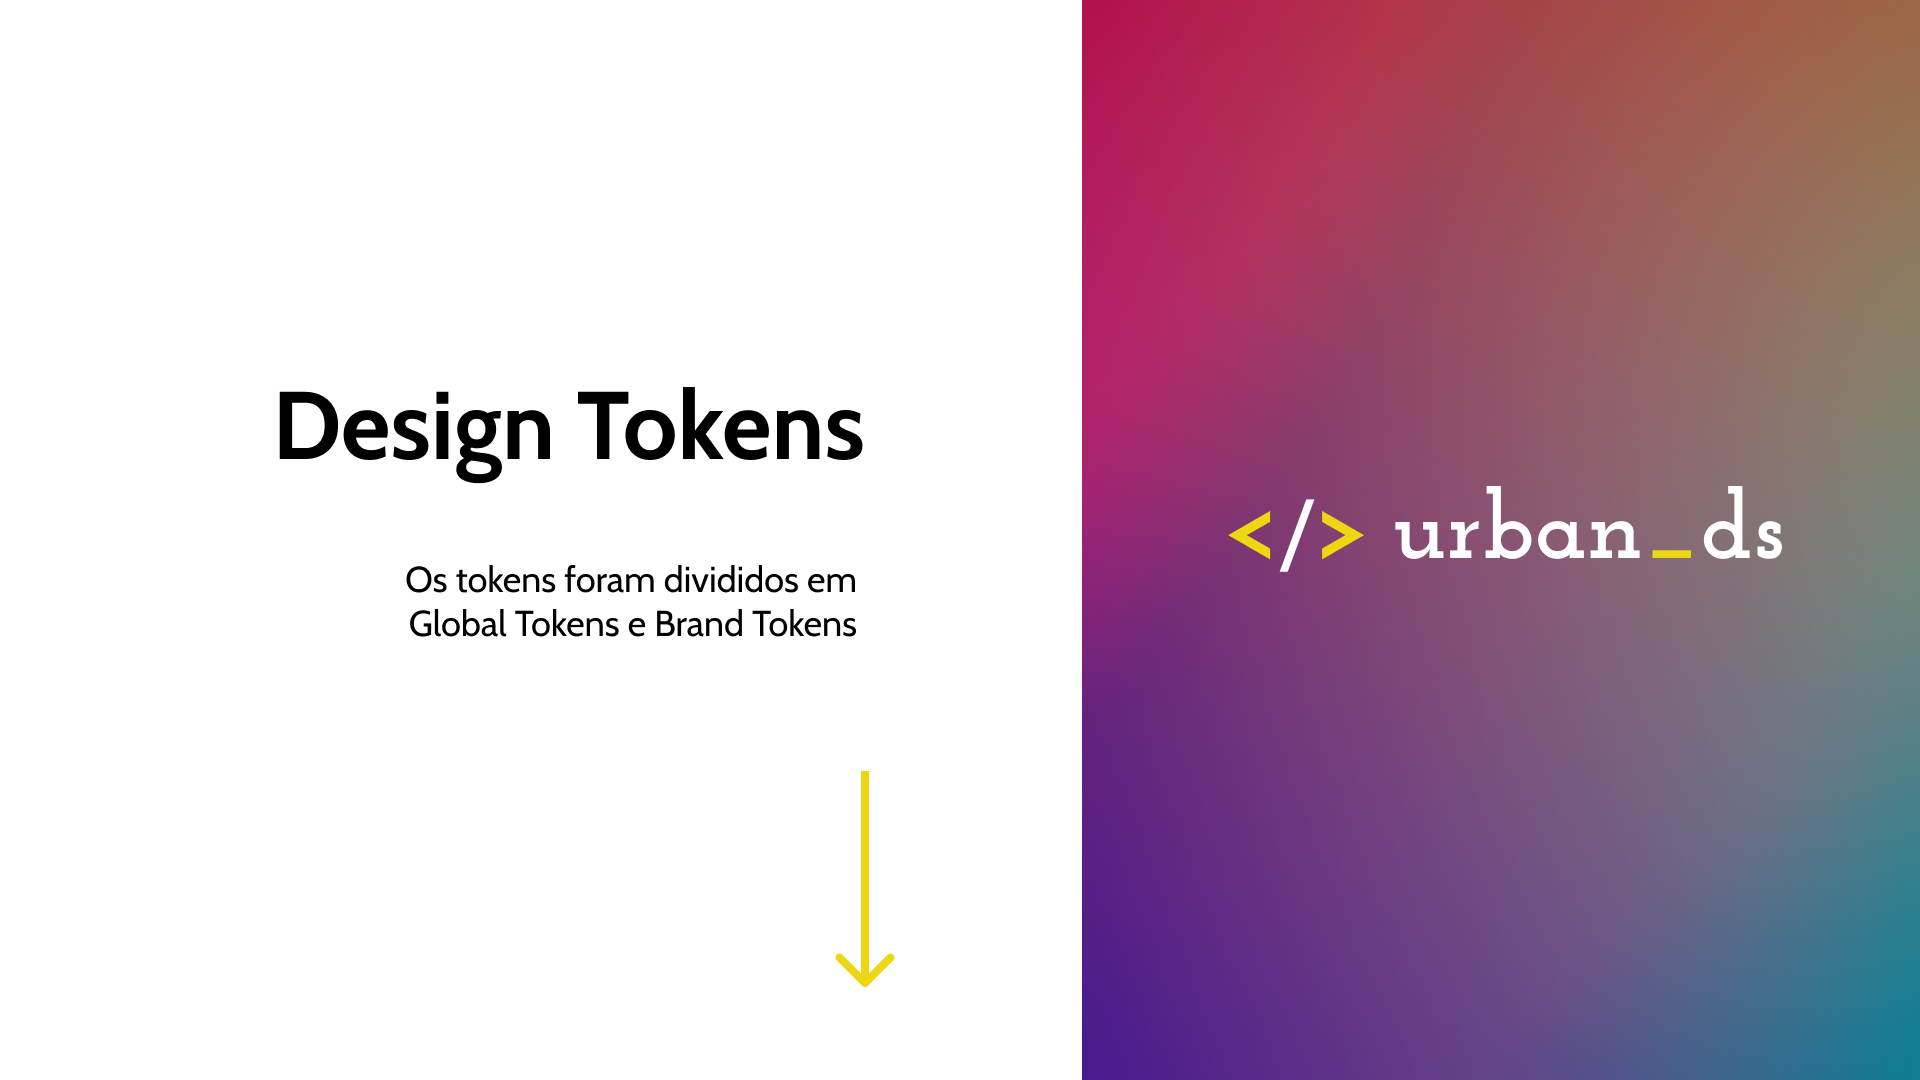 Design Tokens
Os tokens foram divididos em
Global Tokens e Brand Tokens
</> urban_ds